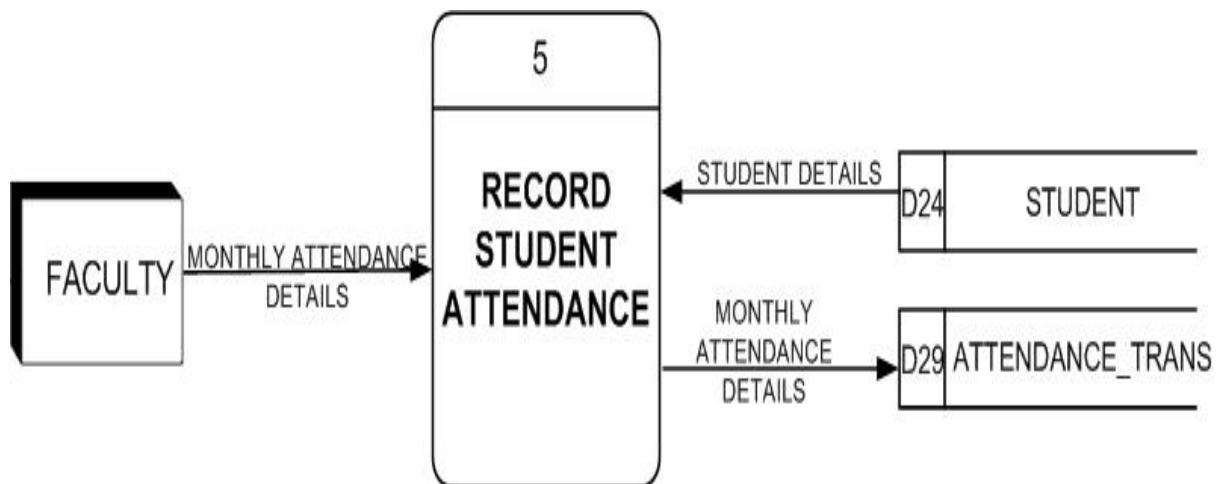 5
RECORD
STUDENT
ATTENDANCE
FACULTY
MONTHLY ATTENDANCE
DETAILS
STUDENT DETAILS
D24
STUDENT
MONTHLY
ATTENDANCE
DETAILS
D29
ATTENDANCE_TRANS